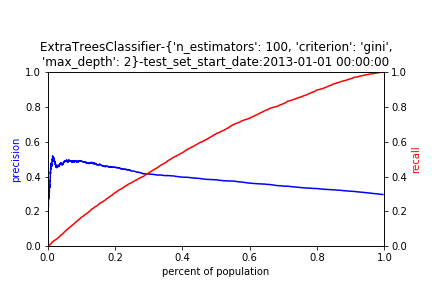 ExtraTreesClassifier-{'n_estimators': 100, 'criterion': 'gini',
'max_depth': 2}-test_set_start_date:2013-01-01 00:00:00
1.0
1.0
0.8
0.8
0.6
0.6
precision
recall
0.4
0.4
0.2
0.2
0.0
0.0
0.0 0.2 0.4 0.6 0.8 1.0
percent of population